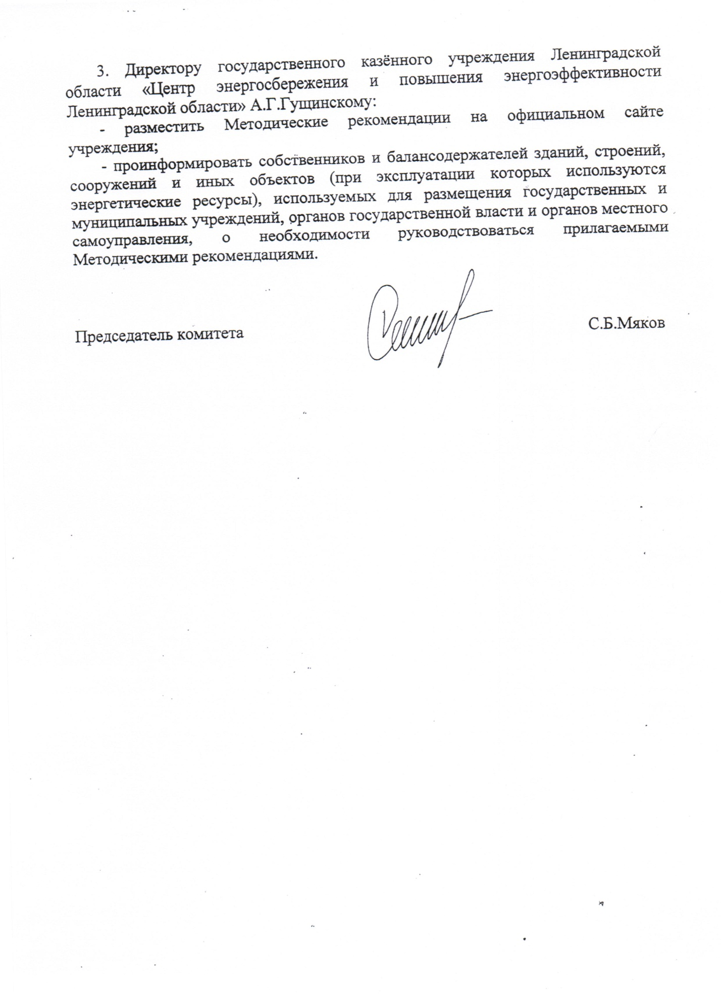 3. Директору государственного казённого учреждения Ленинградской
области «Центр энергосбережения и повышения энергоэффективности
Ленинградской области» А.Г.Гущинскому:
- разместить Методические рекомендации на официальном сайте
учреждения;
- проинформировать собственников и балансодержателей зданий, строений,
сооружений и иных объектов (при эксплуатации которых используются
энергетические ресурсы), используемых для размещения государственных и
муниципальных учреждений, органов государственной власти и органов местного
самоуправления, о необходимости руководствоваться прилагаемыми
Методическими рекомендациями.
Председатель комитета
С.Б.Мяков